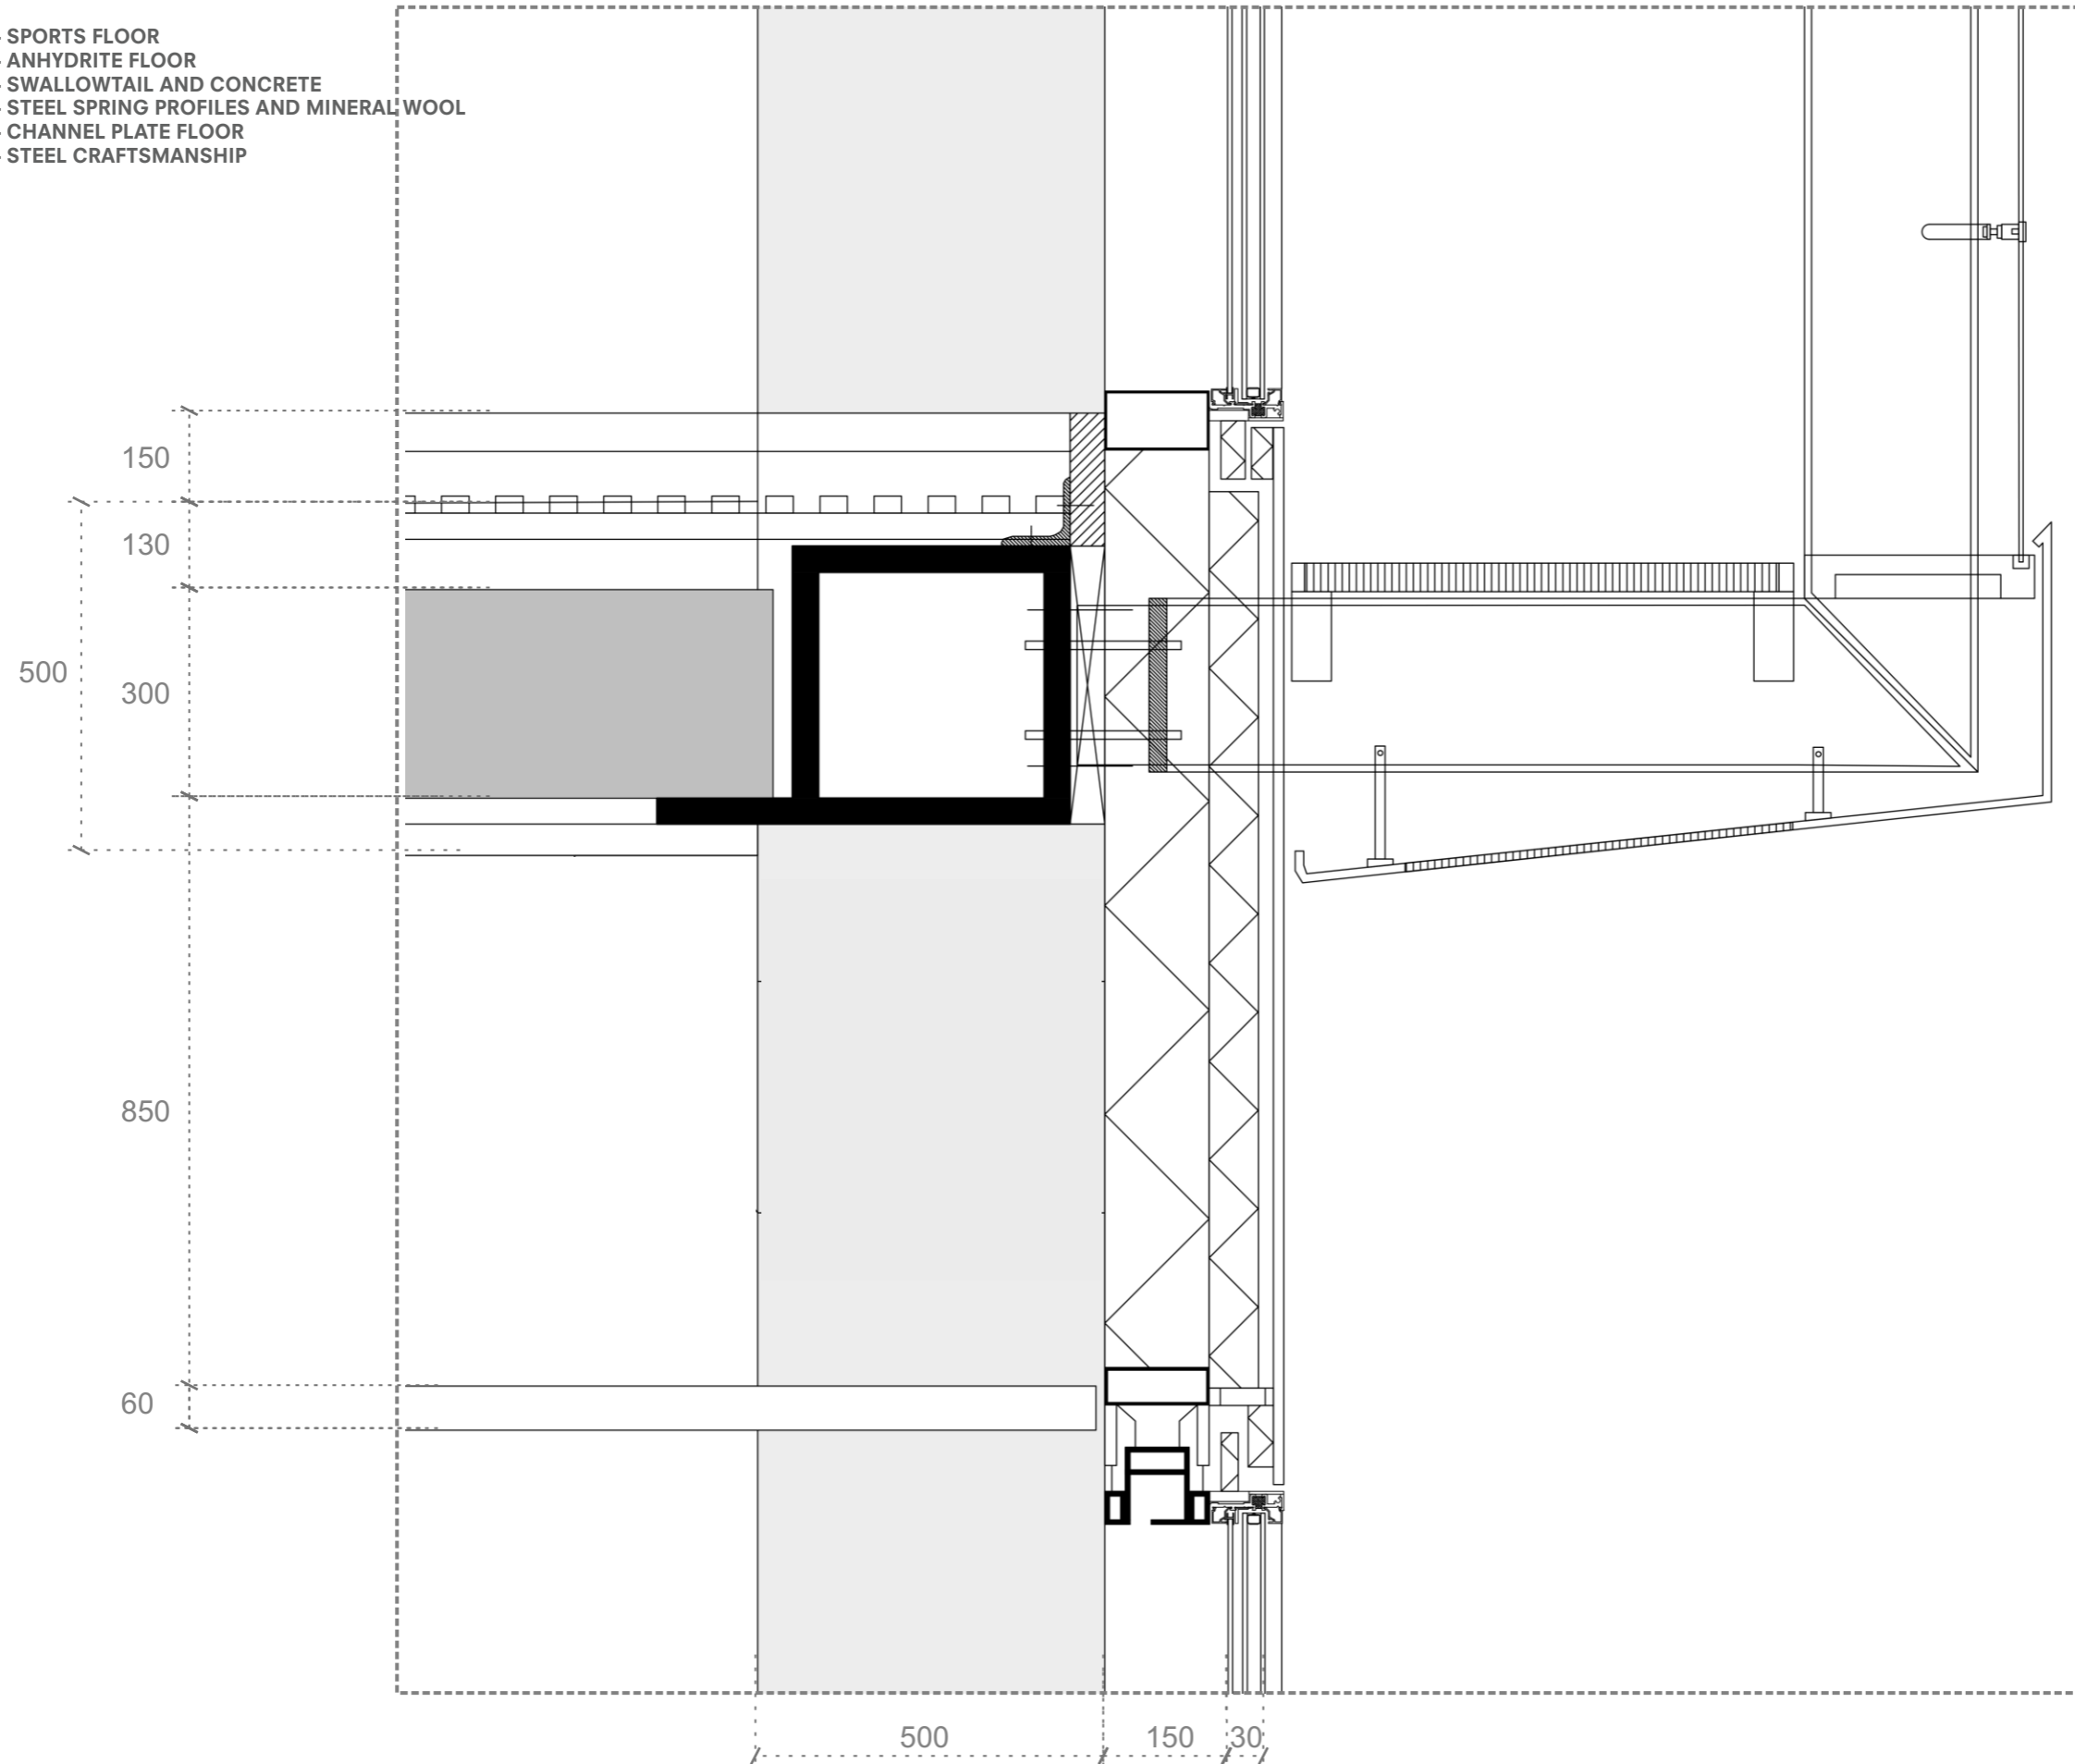 - SPORTS FLOOR
- ANHYDRITE FLOOR
- SWALLOWTAIL AND CONCRETE
- STEEL SPRING PROFILES AND MINERAL WOOL
- CHANNEL PLATE FLOOR
- STEEL CRAFTSMANSHIP
150
130
500
300
850
60
500 150 30